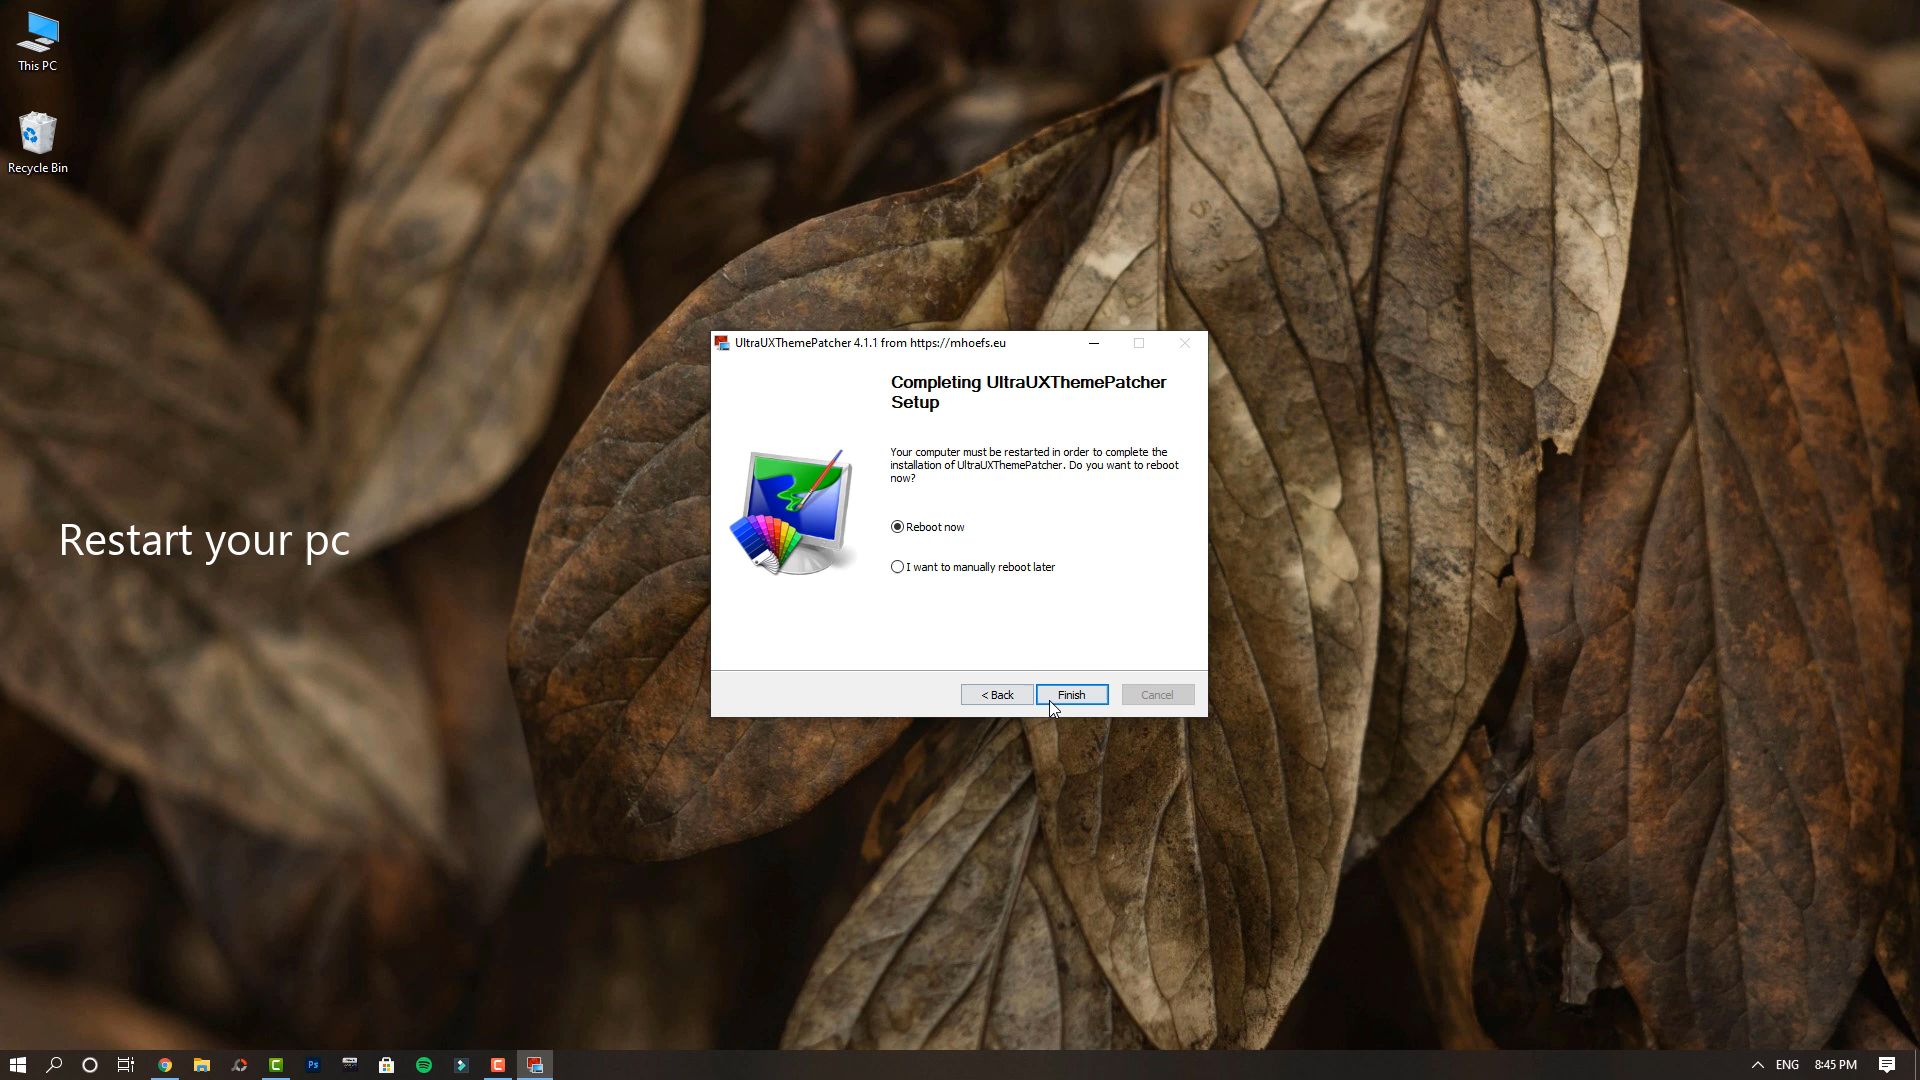 This PC
Recycle Bin
UltraUXThemePatcher 4.1.1 from https://mhoefs.eu
Completing UltraUXThemePatcher
Setup
Your computer must be restarted in order to complete the
installation of UltraUXThemePatcher. Do you want to reboot
now?
Reboot now
I want to manually reboot later
< Back
Finish
Cancel
Restart your pc
Ps
ENG
8:45 PM